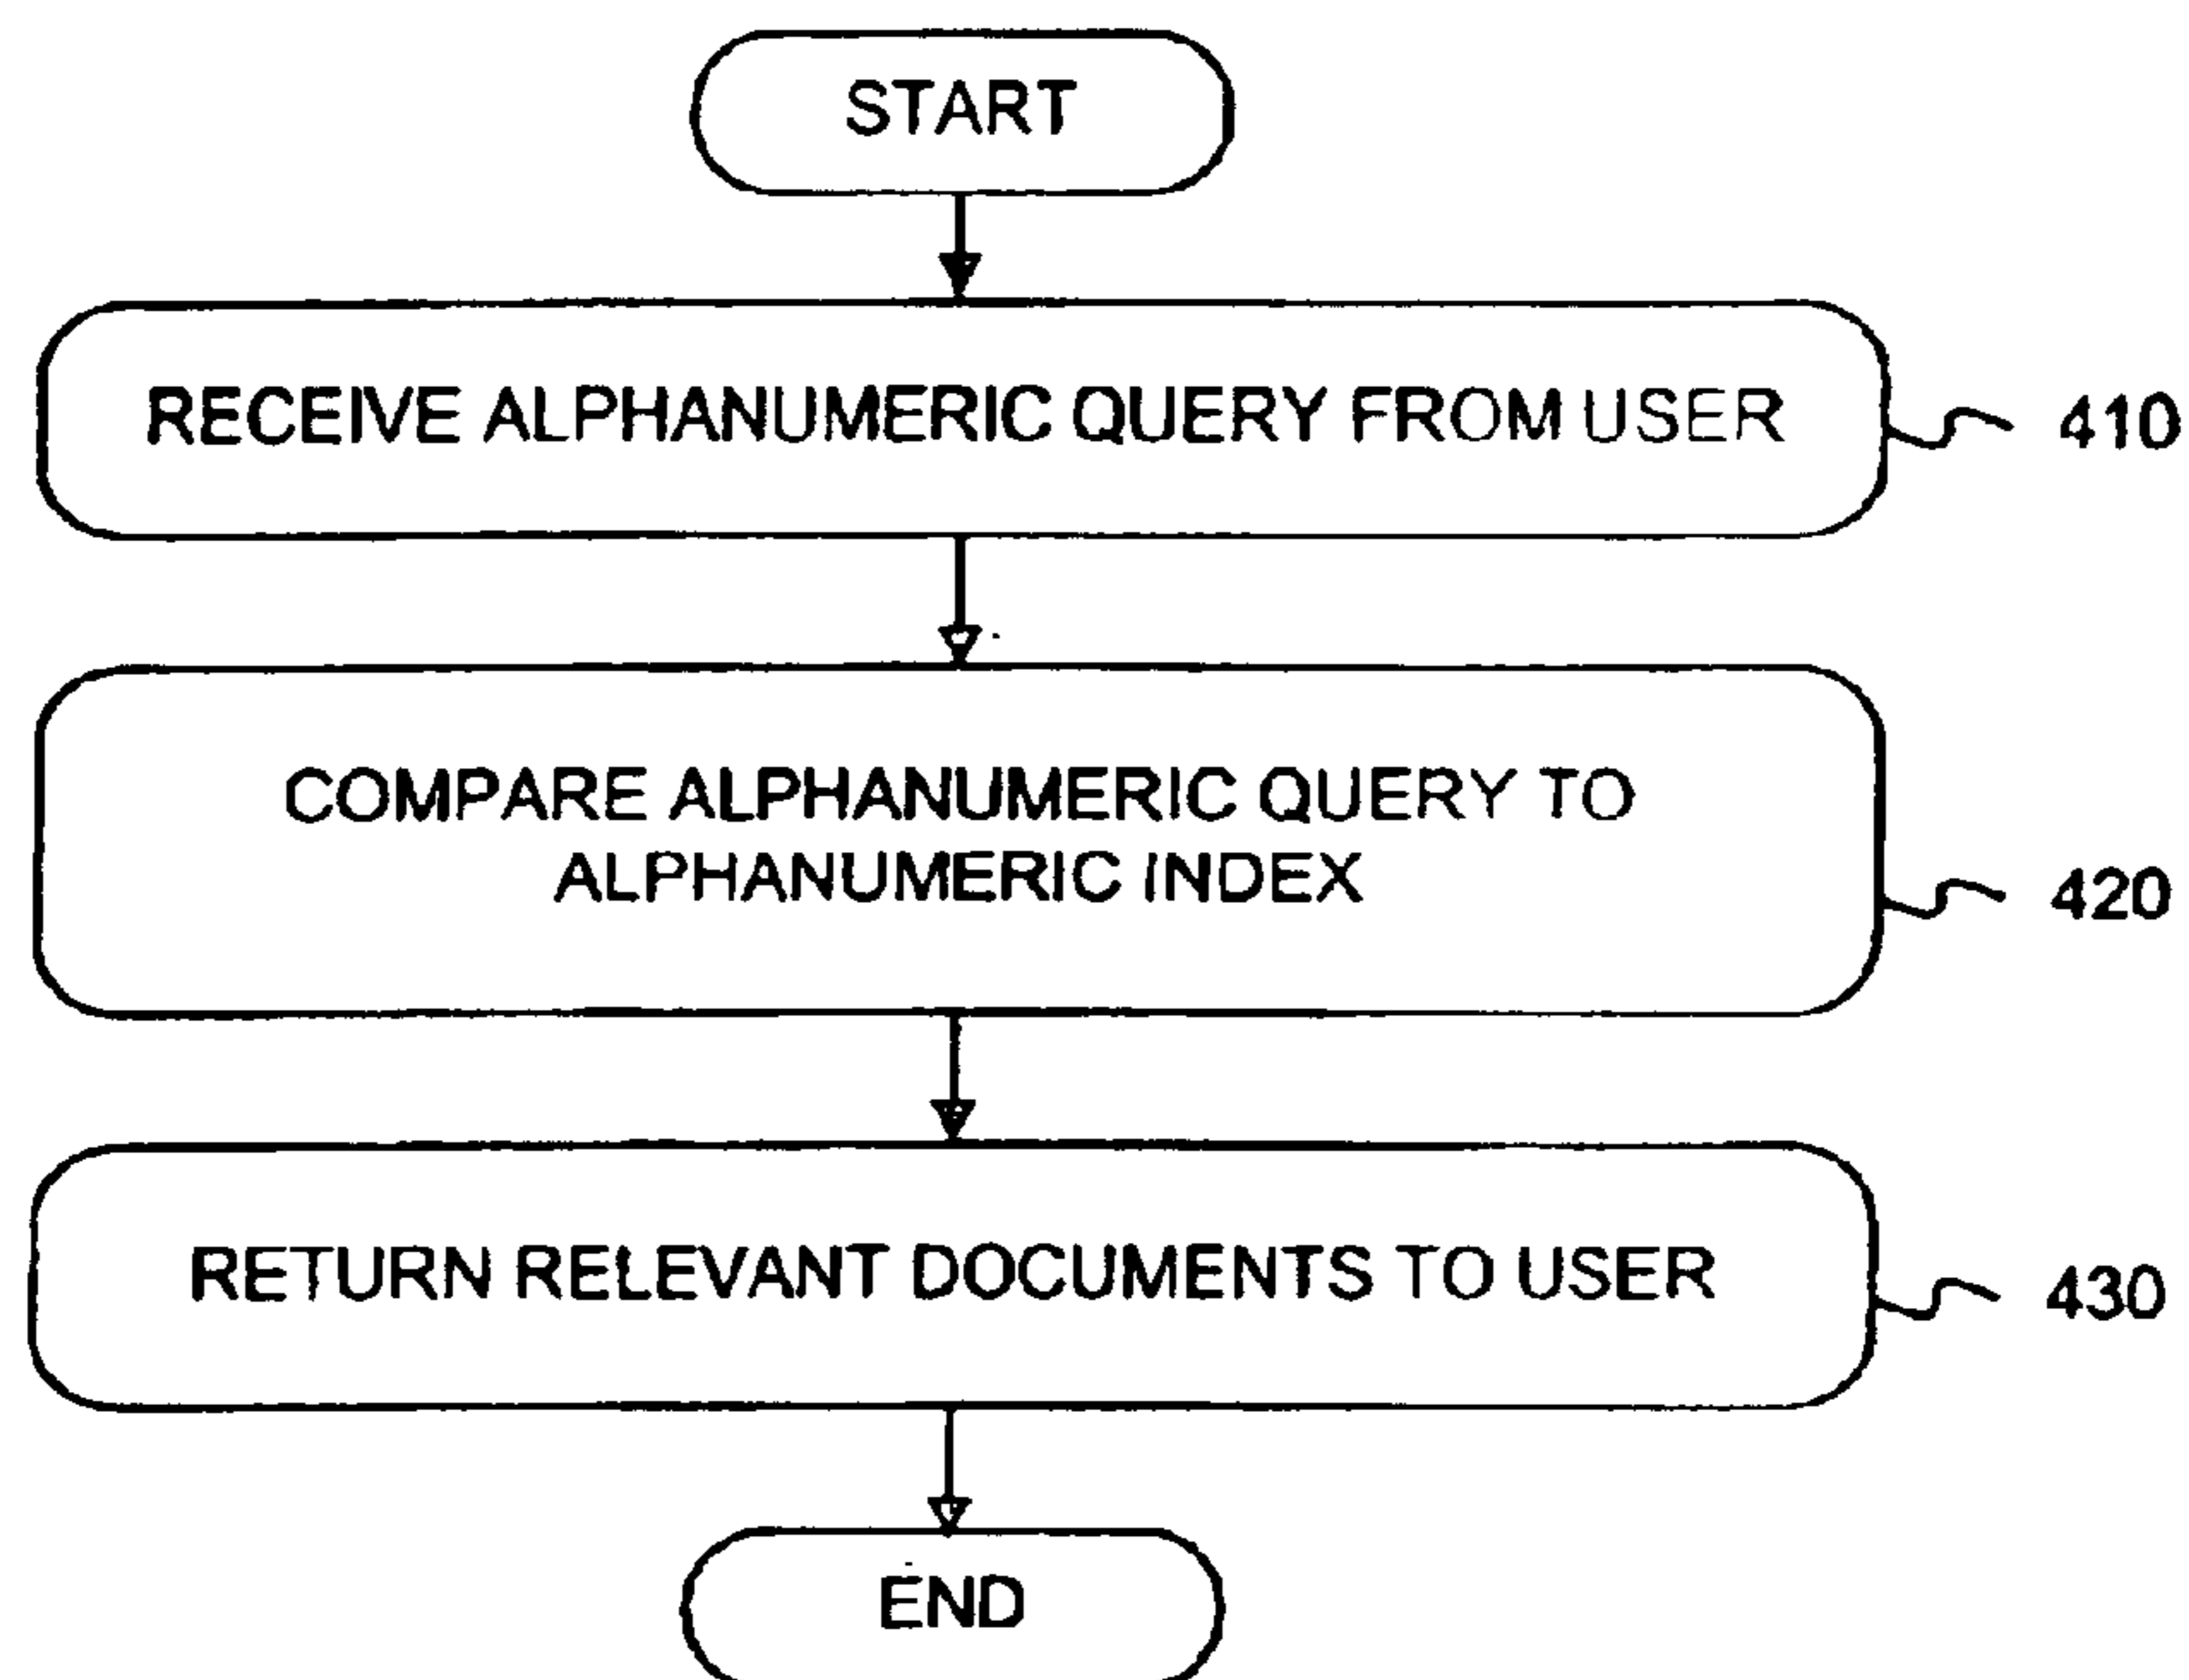 START
RECEIVE ALPHANUMERIC QUERY FROM USER
410
COMPARE ALPHANUMERIC QUERY TO
ALPHANUMERIC INDEX
420
RETURN RELEVANT DOCUMENTS TO USER
430
END